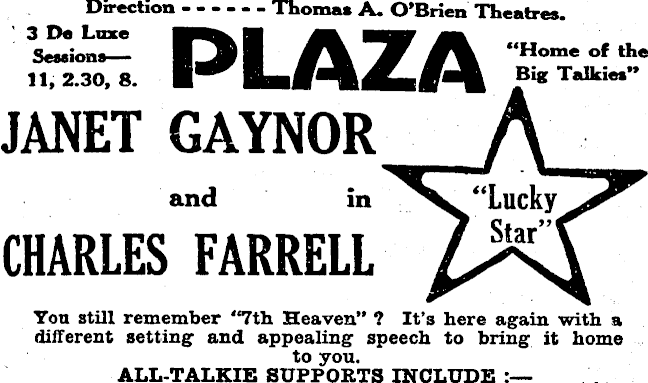 Direction - - - - - - Thomas A. O'Brien Theatres.
3 De Luxe
Sessions—
11, 2.30, 8.
PLAZA
"Home of the
Big Talkies"
JANET GAYNOR
and in
CHARLES FARRELL
"Lucky
Star"
You still remember "7th Heaven" ? It's here again with a
different setting and appealing speech to bring it home
to you.
ALL-TALKIE SUPPORTS INCLUDE :—